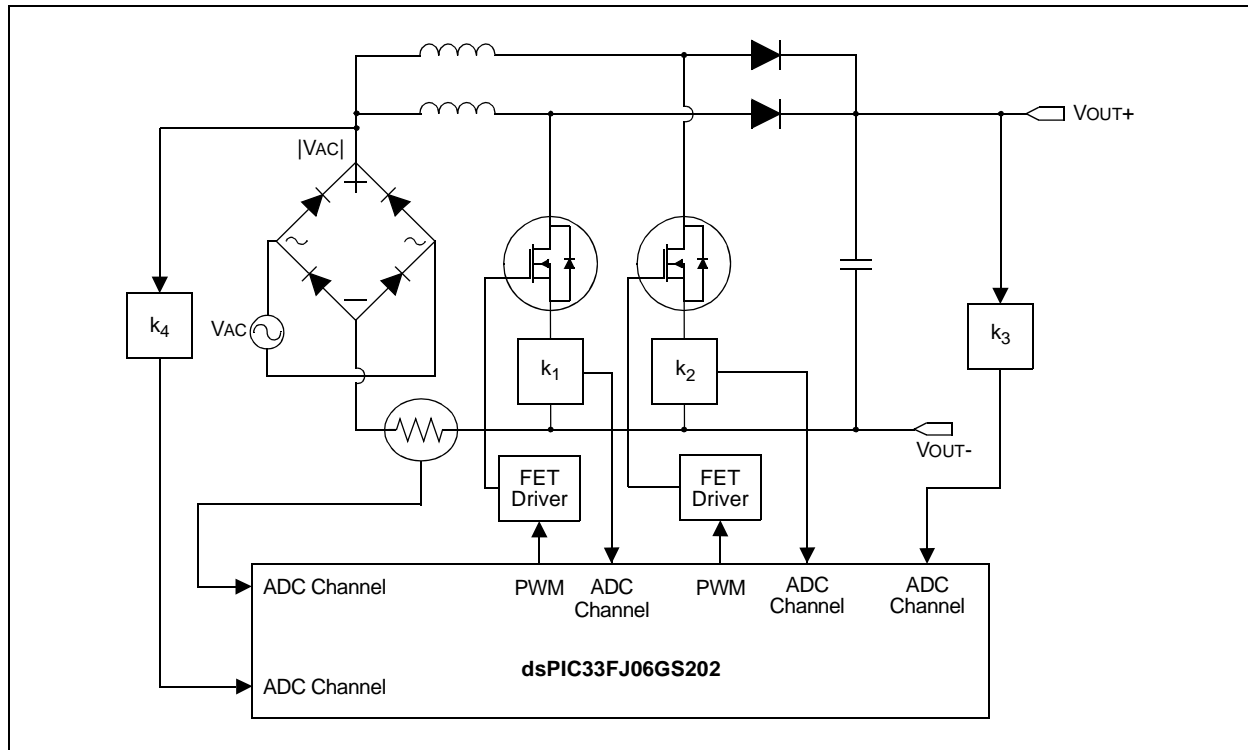 VOUT+
|VAC|
k4
VAC
k3
k1
k2
VOUT-
FET
Driver
FET
Driver
ADC Channel
PWM
ADC
Channel
PWM
ADC
Channel
ADC
Channel
dsPIC33FJ06GS202
ADC Channel